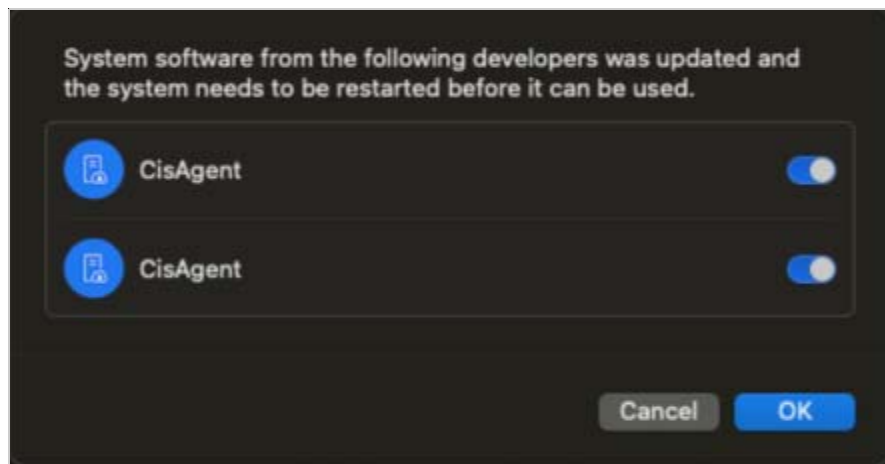 System software from the following developers was updated and
the system needs to be restarted before it can be used.
CisAgent
CisAgent
Cancel OK